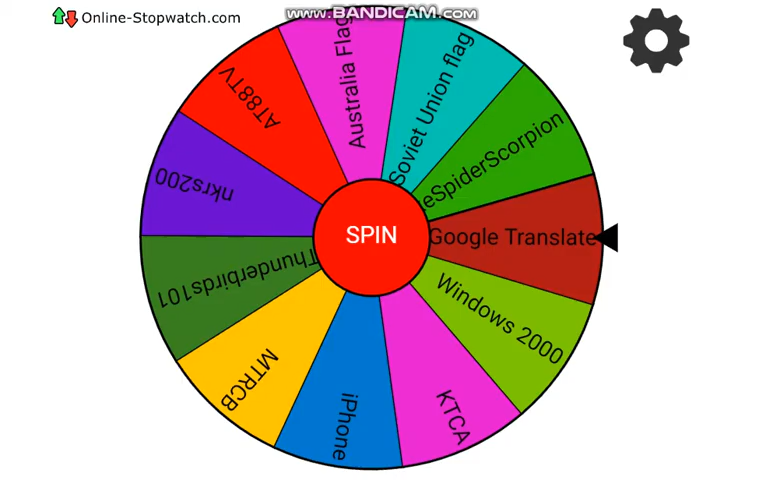 Online-Stopwatch.com
www.BANDICAM.com
Australia Flag
Soviet Union flag
eSpiderScorpion
Google Translate
Windows 2000
KTCA
iPhone
MTRCB
Thunderbirds101
nkrs200
AT88TV
SPIN